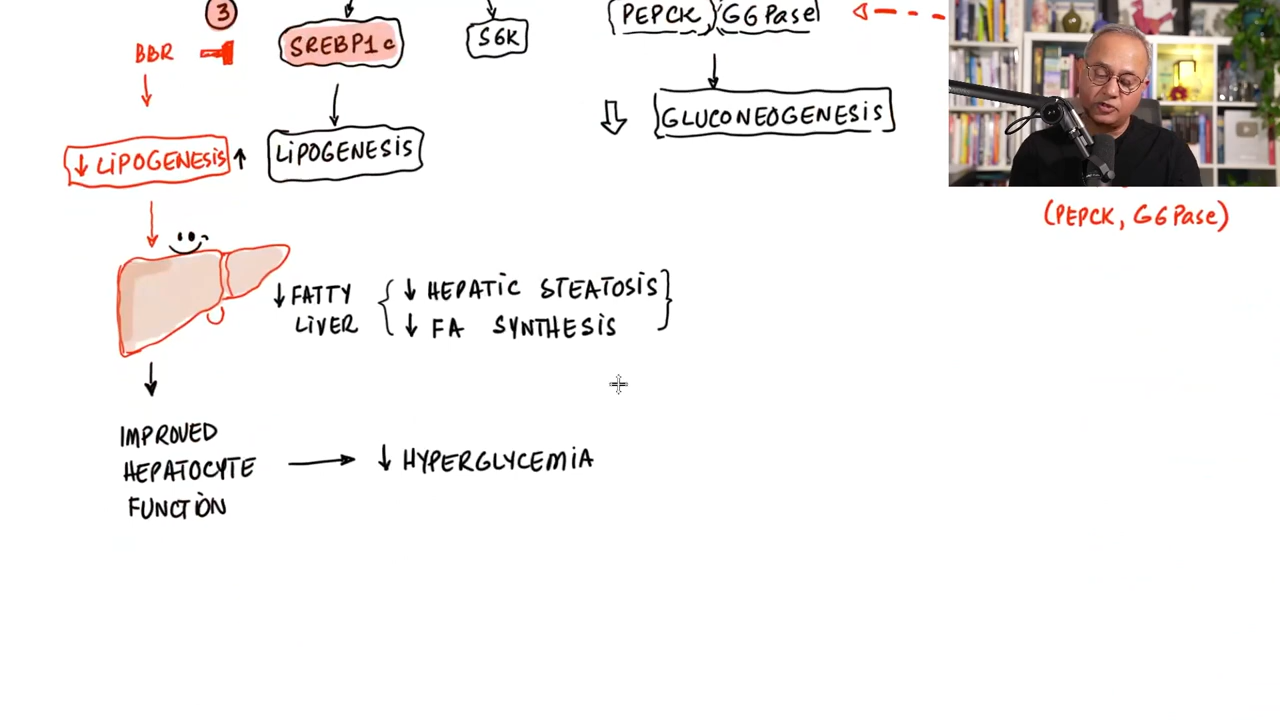 3
BBR
SREBP1c
S6K
PEPCK G6Pase
↓ LiPOGENESiS ↑
LiPOGENESiS
GLUCONEOGENESiS
(PEPCK, G6Pase)
↓ FATTY LiVER
↓ HEPATiC STEATOSiS
↓ FA SYNTHESiS
IMPROVED
HEPATOCYTE
FUNCTiON
↓ HYPERGLYCEMiA